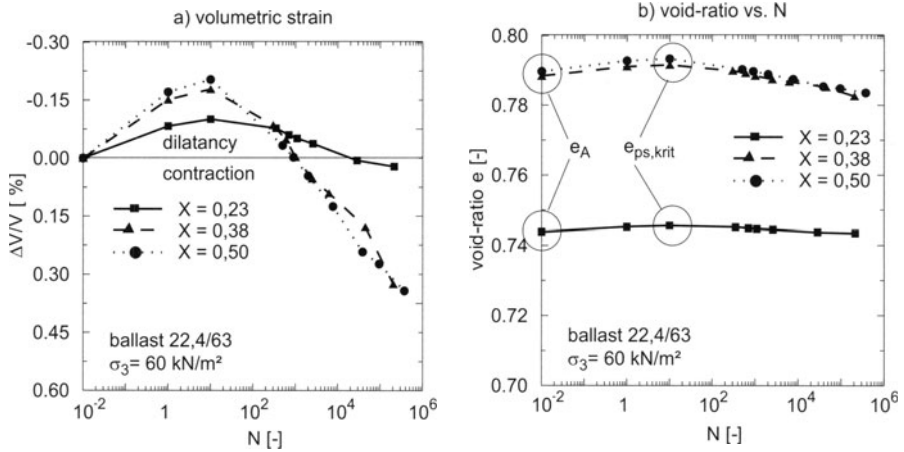 a) volumetric strain
-0.30
-0.15
0.00
0.15
0.30
0.45
0.60
ΔV/V [ %]
dilatancy
contraction
X = 0,23
X = 0,38
X = 0,50
ballast 22,4/63
σ3= 60 kN/m²
10-2
1
10
102
104
106
N [-]
b) void-ratio vs. N
0.80
0.78
0.76
0.74
0.72
0.70
void-ratio e [-]
eA
eps,krit
X = 0,23
X = 0,38
X = 0,50
ballast 22,4/63
σ3= 60 kN/m²
10-2
1
10
102
104
106
N [-]